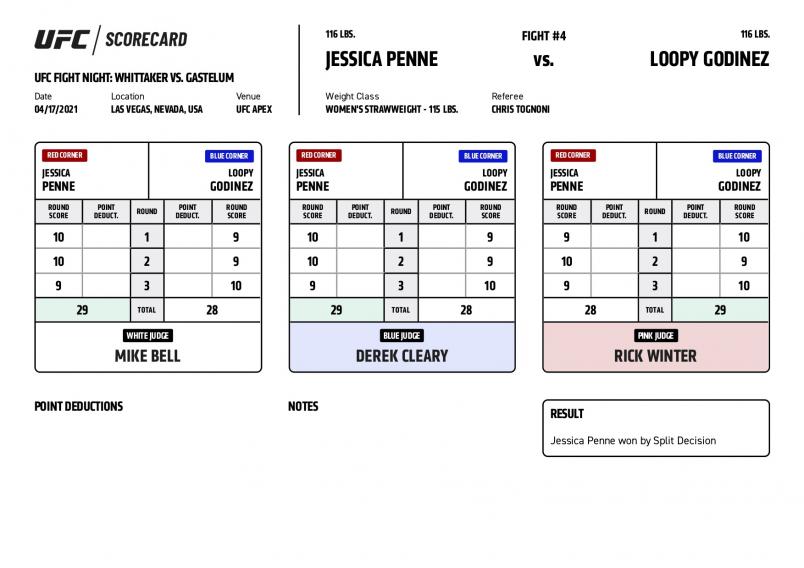 UFC / SCORECARD
UFC FIGHT NIGHT: WHITTAKER VS. GASTELUM
Date Location Venue
04/17/2021 LAS VEGAS, NEVADA, USA UFC APEX
116 LBS. FIGHT #4 116 LBS.
JESSICA PENNE VS. LOOPY GODINEZ
Weight Class Referee
WOMEN'S STRAWWEIGHT - 115 LBS. CHRIS TOGNONI
RED CORNER BLUE CORNER
JESSICA LOOPY
PENNE GODINEZ
ROUND SCORE POINT DEDUCT. ROUND POINT DEDUCT. ROUND SCORE
10 1 9
10 2 9
9 3 10
29 TOTAL 28
WHITE JUDGE
MIKE BELL
RED CORNER BLUE CORNER
JESSICA LOOPY
PENNE GODINEZ
ROUND SCORE POINT DEDUCT. ROUND POINT DEDUCT. ROUND SCORE
10 1 9
10 2 9
9 3 10
29 TOTAL 28
BLUE JUDGE
DEREK CLEARY
RED CORNER BLUE CORNER
JESSICA LOOPY
PENNE GODINEZ
ROUND SCORE POINT DEDUCT. ROUND POINT DEDUCT. ROUND SCORE
9 1 10
10 2 9
9 3 10
28 TOTAL 29
PINK JUDGE
RICK WINTER
POINT DEDUCTIONS
NOTES
RESULT
Jessica Penne won by Split Decision